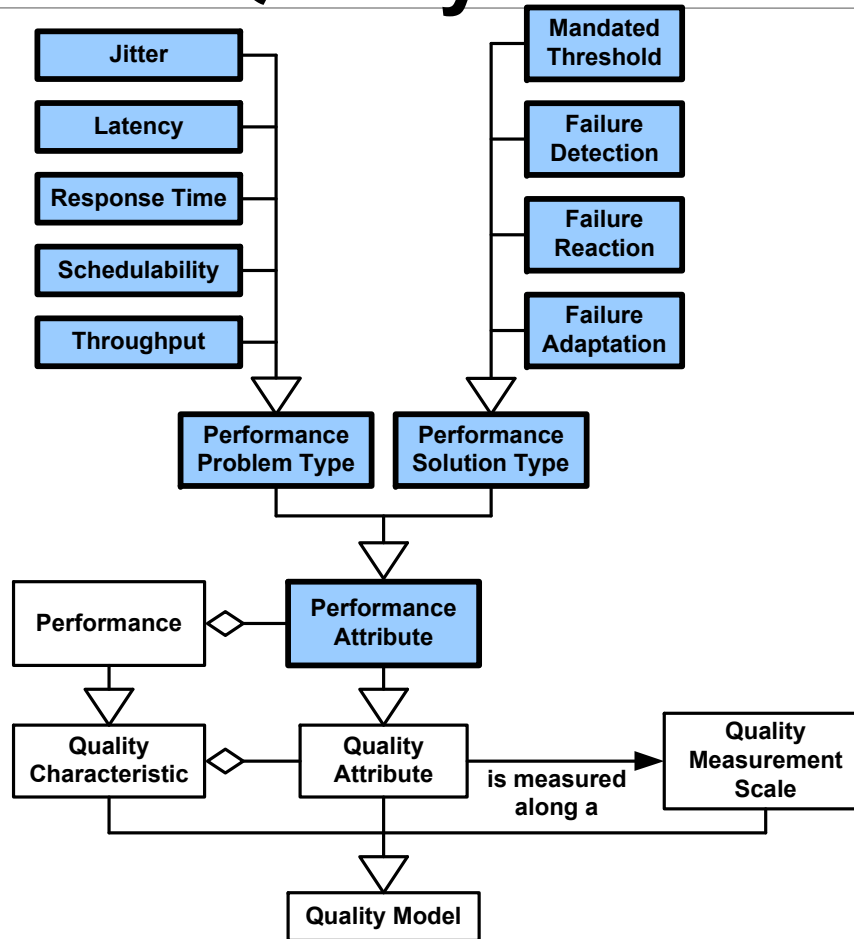 Jitter
Latency
Response Time
Schedulability
Throughput
Mandated
Threshold
Failure
Detection
Failure
Reaction
Failure
Adaptation
Performance
Problem Type
Performance
Solution Type
Performance
Performance
Attribute
Quality
Characteristic
Quality
Attribute
is measured
along a
Quality
Measurement
Scale
Quality Model